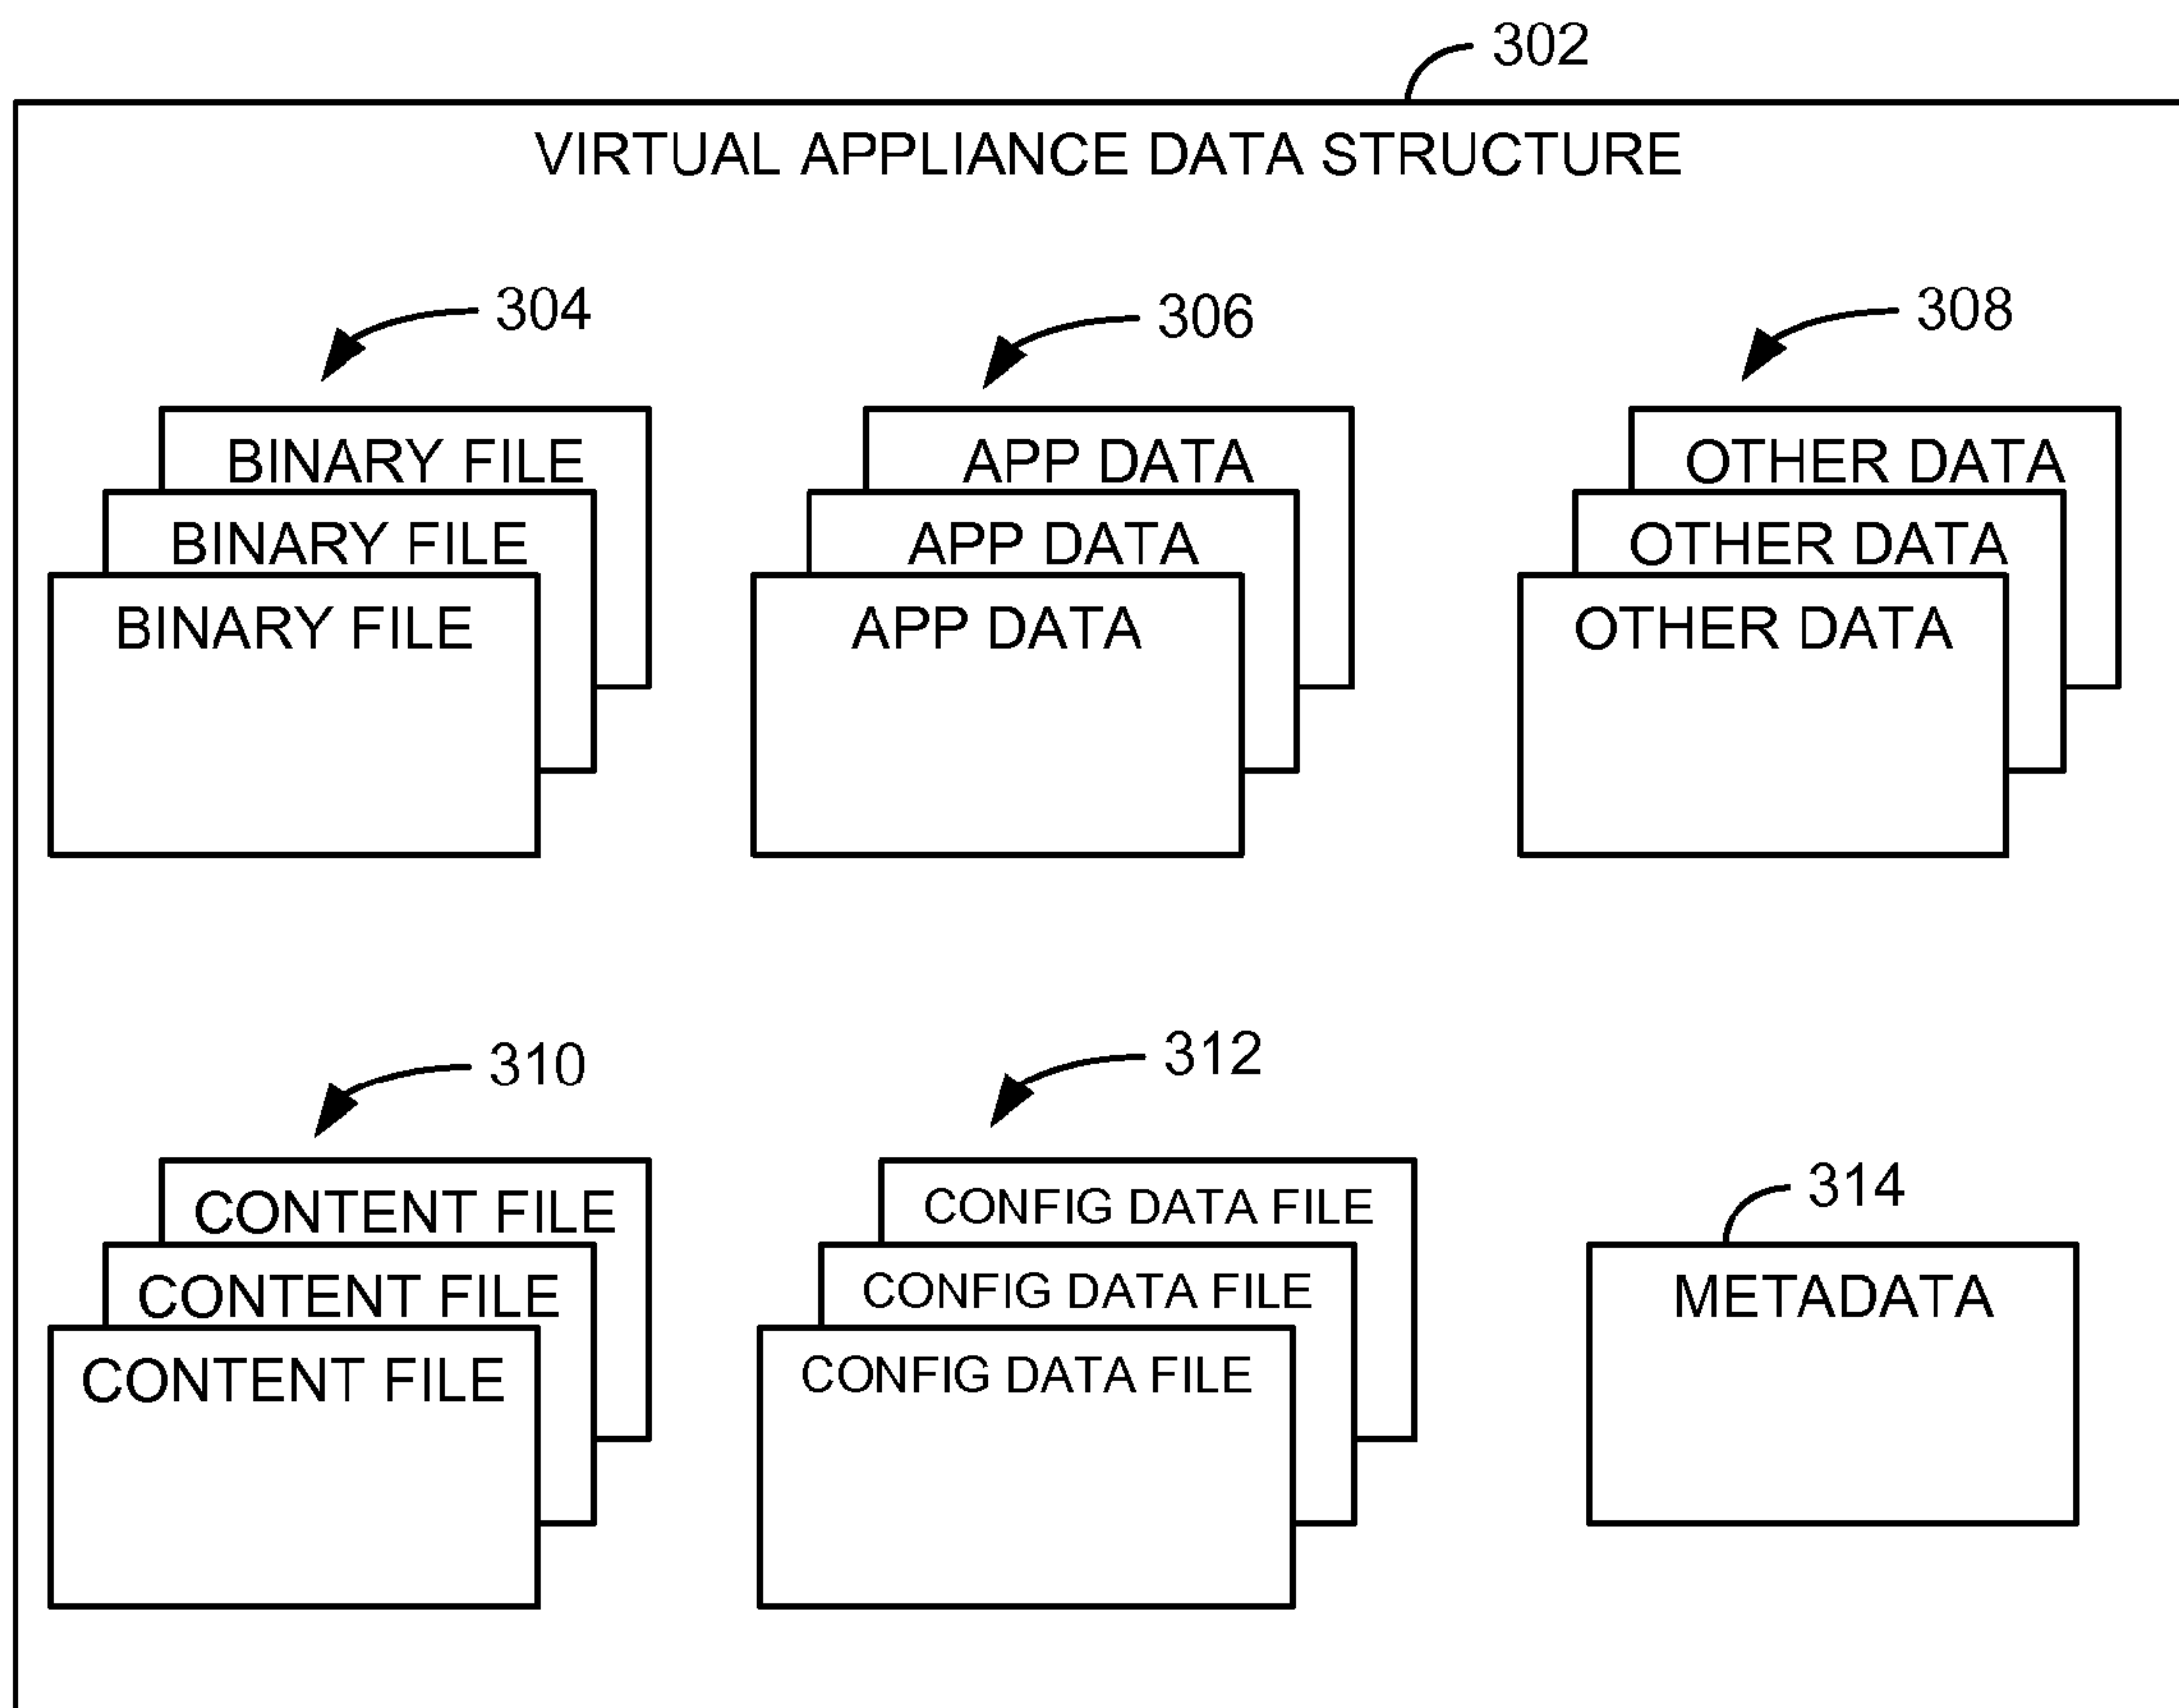 302
VIRTUAL APPLIANCE DATA STRUCTURE
304
306
308
BINARY FILE
BINARY FILE
BINARY FILE
APP DATA
APP DATA
APP DATA
OTHER DATA
OTHER DATA
OTHER DATA
310
312
314
CONTENT FILE
CONTENT FILE
CONTENT FILE
CONFIG DATA FILE
CONFIG DATA FILE
CONFIG DATA FILE
METADATA